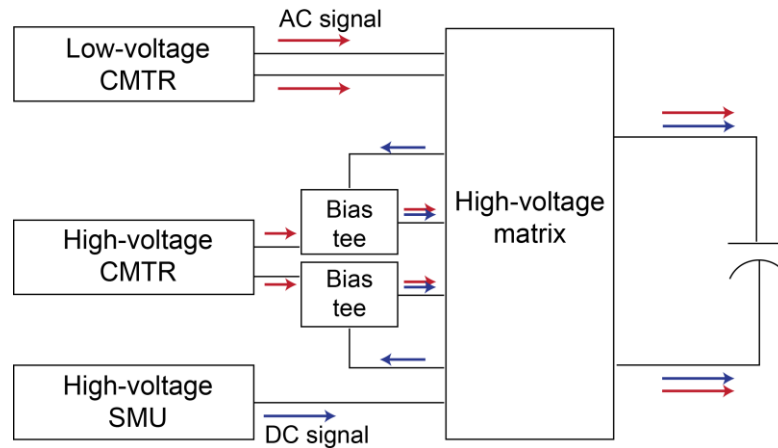 AC signal
Low-voltage
CMTR
High-voltage
CMTR
Bias
tee
Bias
tee
High-voltage
matrix
High-voltage
SMU
DC signal